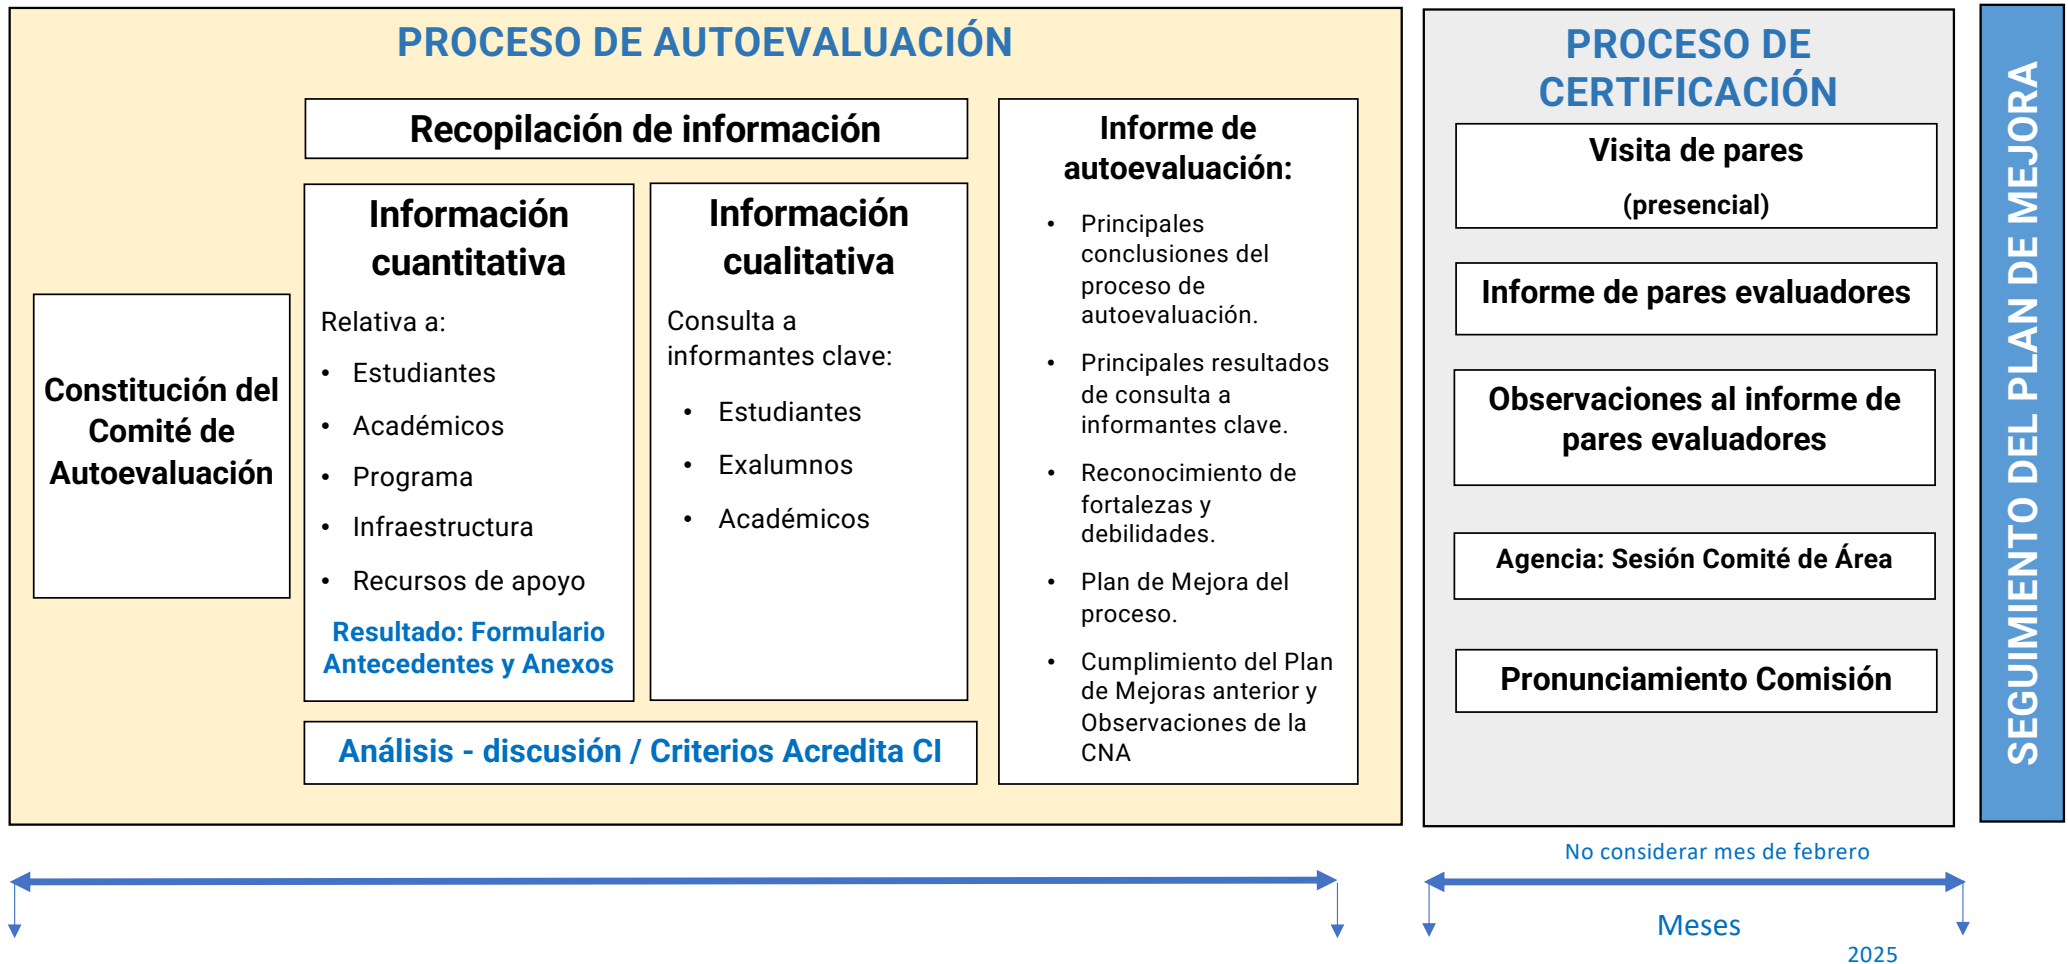 PROCESO DE AUTOEVALUACIÓN
Constitución del
Comité de
Autoevaluación
Recopilación de información
Información
cuantitativa
Relativa a:
• Estudiantes
• Académicos
• Programa
• Infraestructura
• Recursos de apoyo
Resultado: Formulario
Antecedentes y Anexos
Información
cualitativa
Consulta a
informantes clave:
• Estudiantes
• Exalumnos
• Académicos
Análisis - discusión / Criterios Acredita CI
Informe de
autoevaluación:
• Principales
conclusiones del
proceso de
autoevaluación.
• Principales resultados
de consulta a
informantes clave.
• Reconocimiento de
fortalezas y
debilidades.
• Plan de Mejora del
proceso.
• Cumplimiento del Plan
de Mejoras anterior y
Observaciones de la
CNA
PROCESO DE
CERTIFICACIÓN
Visita de pares
(presencial)
Informe de pares evaluadores
Observaciones al informe de
pares evaluadores
Agencia: Sesión Comité de Área
Pronunciamiento Comisión
SEGUIMIENTO DEL PLAN DE MEJORA
No considerar mes de febrero
Meses
2025